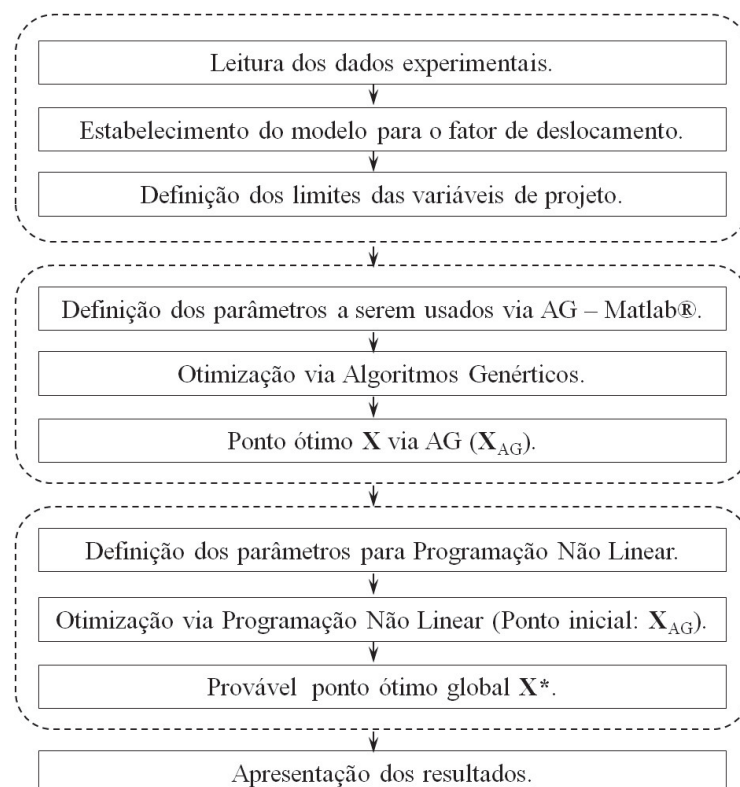 Leitura dos dados experimentais.
Estabelecimento do modelo para o fator de deslocamento.
Definição dos limites das variáveis de projeto.
Definição dos parâmetros a serem usados via AG – Matlab®.
Otimização via Algoritmos Genérticos.
Ponto ótimo X via AG (XAG).
Definição dos parâmetros para Programação Não Linear.
Otimização via Programação Não Linear (Ponto inicial: XAG).
Provável ponto ótimo global X*.
Apresentação dos resultados.